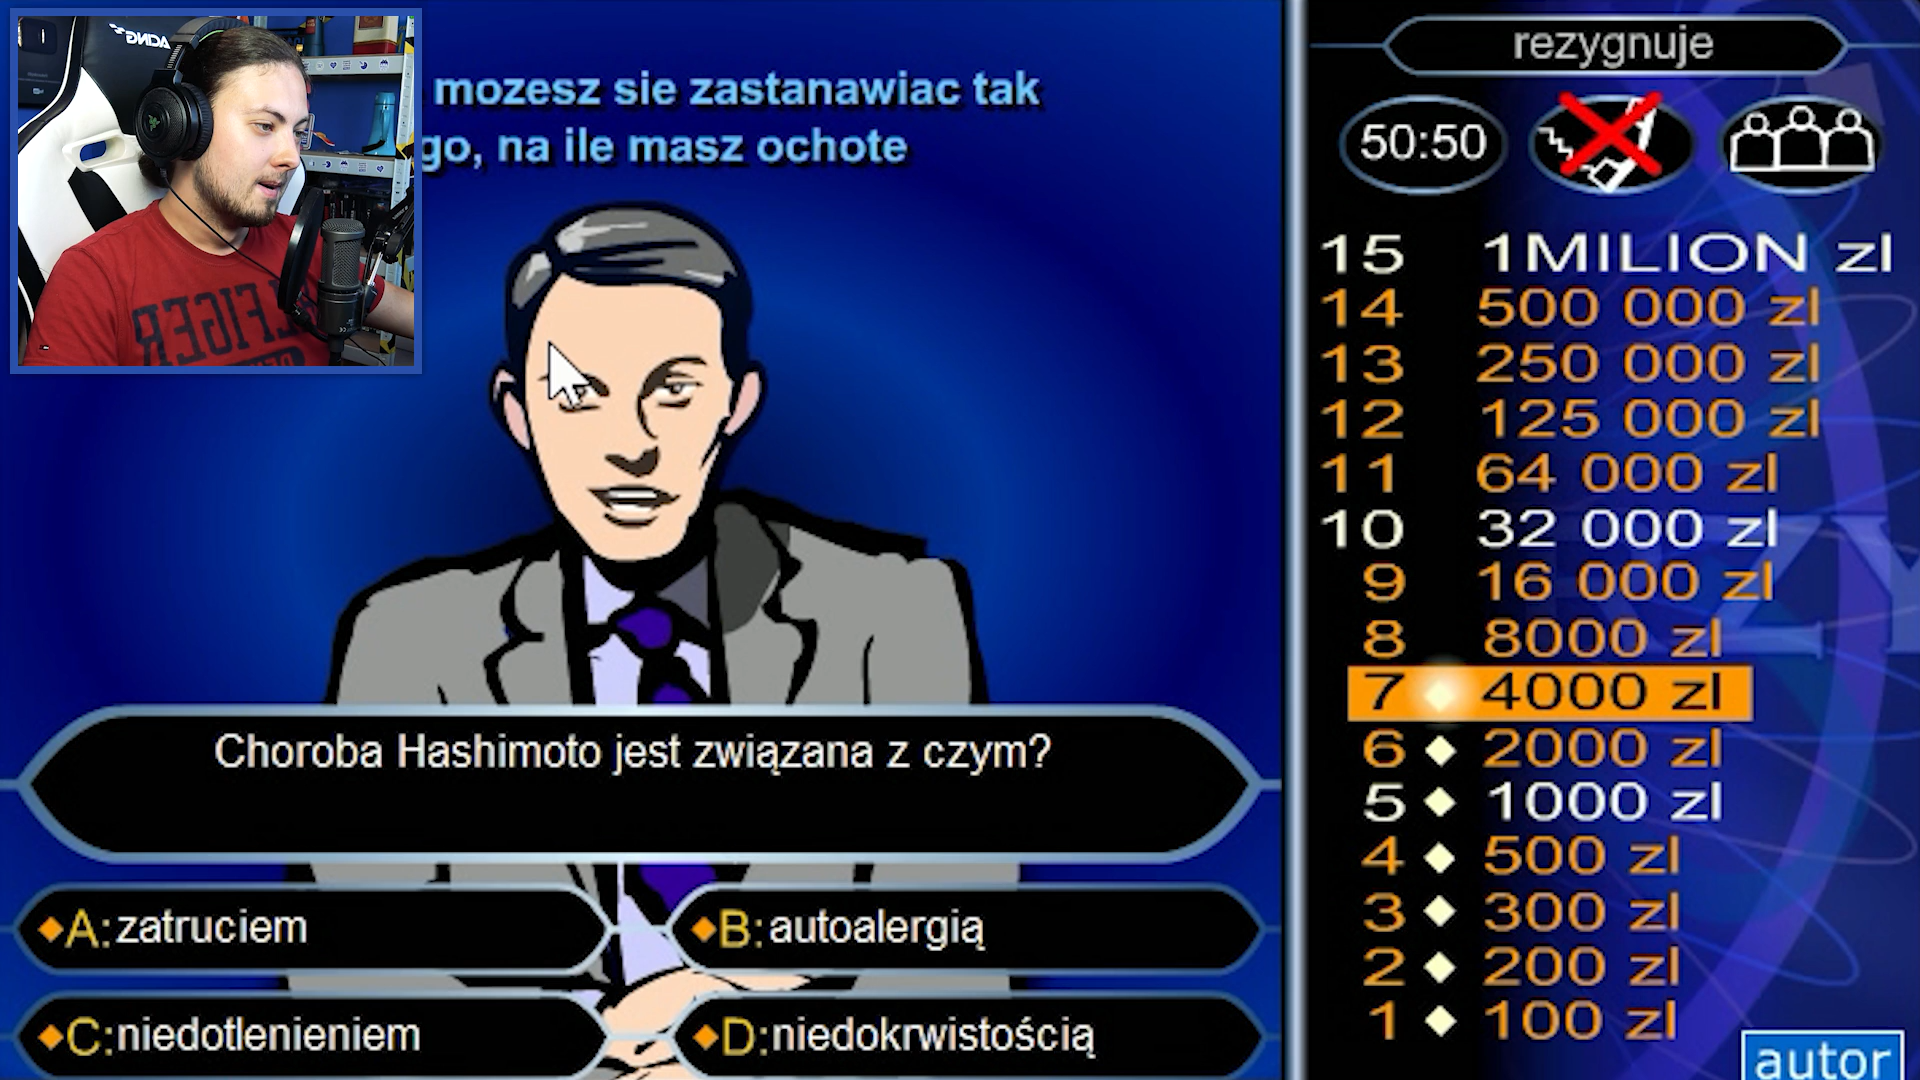 mozesz sie zastanawiac tak
go, na ile masz ochote
rezygnuje
50:50
15 1MILION zl
14 500 000 zl
13 250 000 zl
12 125 000 zl
11 64 000 zl
10 32 000 zl
9 16 000 zl
8 8000 zl
7 4000 zl
6 2000 zl
5 1000 zl
4 500 zl
3 300 zl
2 200 zl
1 100 zl
autor
Choroba Hashimoto jest związana z czym?
A: zatruciem
B: autoalergią
C: niedotlenieniem
D: niedokrwistością